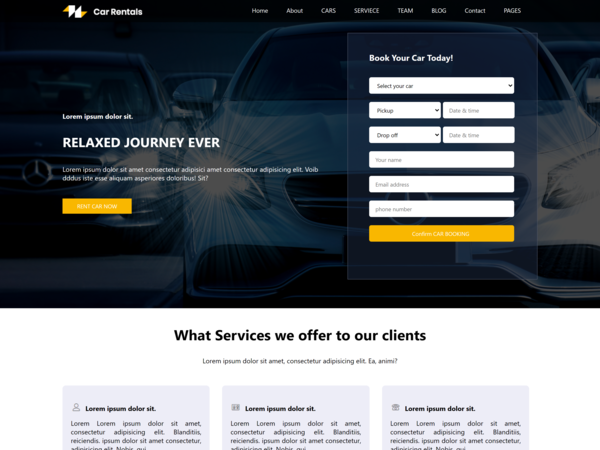 Car Rentals
Home About CARS SERVIECE TEAM BLOG Contact PAGES
Book Your Car Today!
Select your car
Pickup Date & time
Drop off Date & time
Your name
Email address
phone number
Confirm CAR BOOKING
Lorem ipsum dolor sit.
RELAXED JOURNEY EVER
Lorem ipsum dolor sit amet consectetur adipisici amet consectetur adipisicing elit. Voib
dddus iste esse aliquam asperiores doloribus! Sit?
RENT CAR NOW
What Services we offer to our clients
Lorem ipsum dolor sit amet, consectetur adipisicing elit. Ea, animi?
Lorem ipsum dolor sit.
Lorem ipsum dolor sit amet,
consectetur adipisicing elit. Blanditiis,
reiciendis. ipsum dolor sit amet consectetur,
adipisicing elit. Nobis, qui.
Lorem ipsum dolor sit.
Lorem ipsum dolor sit amet,
consectetur adipisicing elit. Blanditiis,
reiciendis. ipsum dolor sit amet consectetur,
adipisicing elit. Nobis, qui.
Lorem ipsum dolor sit.
Lorem ipsum dolor sit amet,
consectetur adipisicing elit. Blanditiis,
reiciendis. ipsum dolor sit amet consectetur,
adipisicing elit. Nobis, qui.